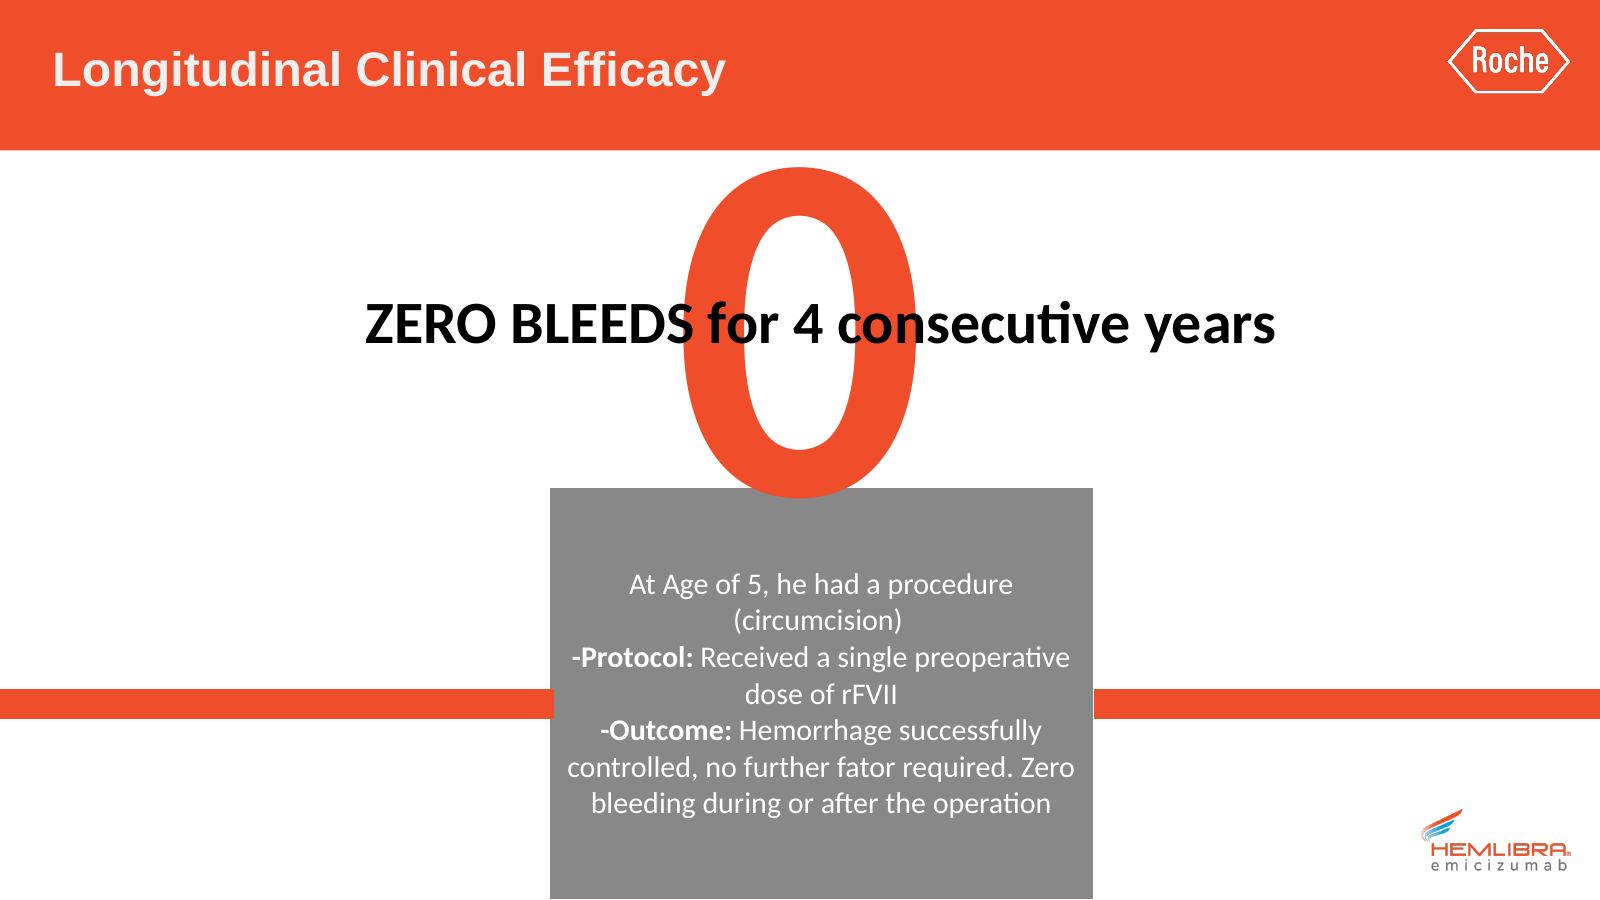 Longitudinal Clinical Efficacy
Roche
0
ZERO BLEEDS for 4 consecutive years
At Age of 5, he had a procedure
(circumcision)
-Protocol: Received a single preoperative
dose of rFVII
-Outcome: Hemorrhage successfully
controlled, no further fator required. Zero
bleeding during or after the operation
HEMLIBRA®
emicizumab